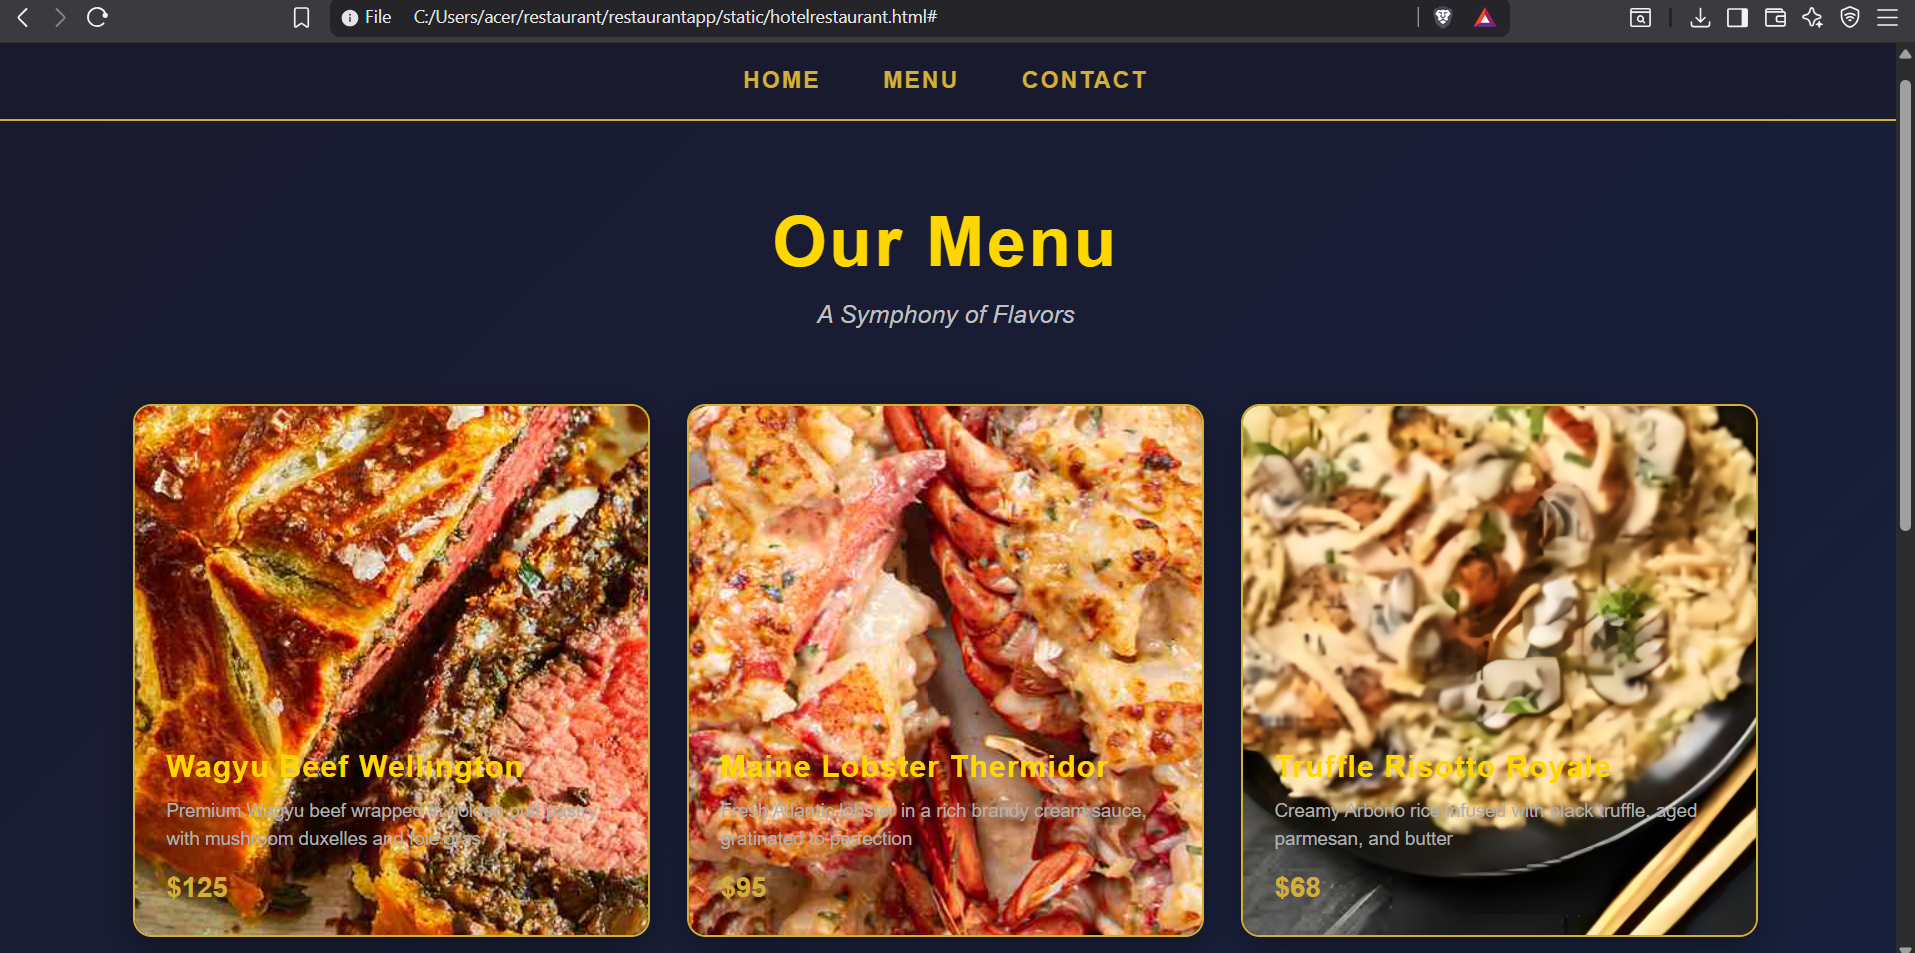 File C:/Users/acer/restaurant/restaurantapp/static/hotelrestaurant.html#
HOME MENU CONTACT
Our Menu
A Symphony of Flavors
Wagyu Beef Wellington
Premium Wagyu beef wrapped in golden puff pastry
with mushroom duxelles and foie gras
$125
Maine Lobster Thermidor
Fresh Atlantic lobster in a rich brandy cream sauce,
gratinated to perfection
$95
Truffle Risotto Royale
Creamy Arborio rice infused with black truffle, aged
parmesan, and butter
$68